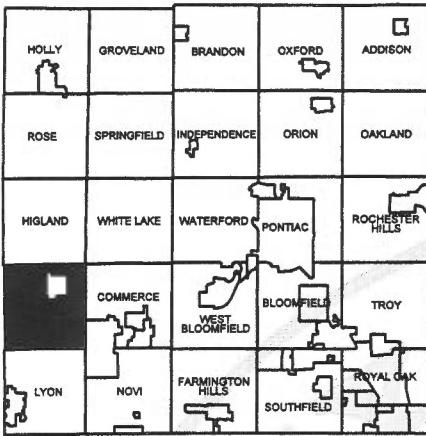 HOLLY
GROVELAND
BRANDON
OXFORD
ADDISON
ROSE
SPRINGFIELD
INDEPENDENCE
ORION
OAKLAND
HIGLAND
WHITE LAKE
WATERFORD
PONTIAC
ROCHESTER
HILLS
COMMERCE
WEST
BLOOMFIELD
BLOOMFIELD
TROY
LYON
NOVI
FARMINGTON
HILLS
SOUTHFIELD
ROYAL OAK